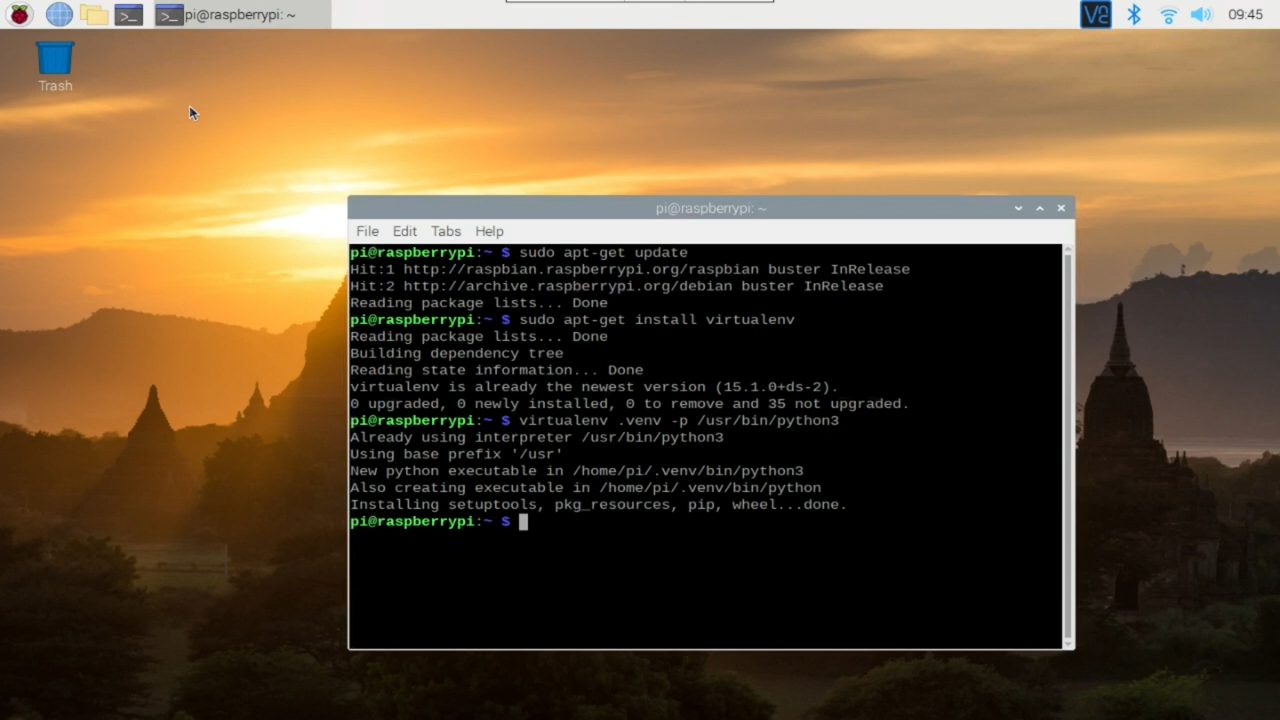 pi@raspberrypi: ~
09:45
Trash
pi@raspberrypi: ~
File Edit Tabs Help
pi@raspberrypi:~ $ sudo apt-get update
Hit:1 http://raspbian.raspberrypi.org/raspbian buster InRelease
Hit:2 http://archive.raspberrypi.org/debian buster InRelease
Reading package lists... Done
pi@raspberrypi:~ $ sudo apt-get install virtualenv
Reading package lists... Done
Building dependency tree
Reading state information... Done
virtualenv is already the newest version (15.1.0+ds-2).
0 upgraded, 0 newly installed, 0 to remove and 35 not upgraded.
pi@raspberrypi:~ $ virtualenv .venv -p /usr/bin/python3
Already using interpreter /usr/bin/python3
Using base prefix '/usr'
New python executable in /home/pi/.venv/bin/python3
Also creating executable in /home/pi/.venv/bin/python
Installing setuptools, pkg_resources, pip, wheel...done.
pi@raspberrypi:~ $